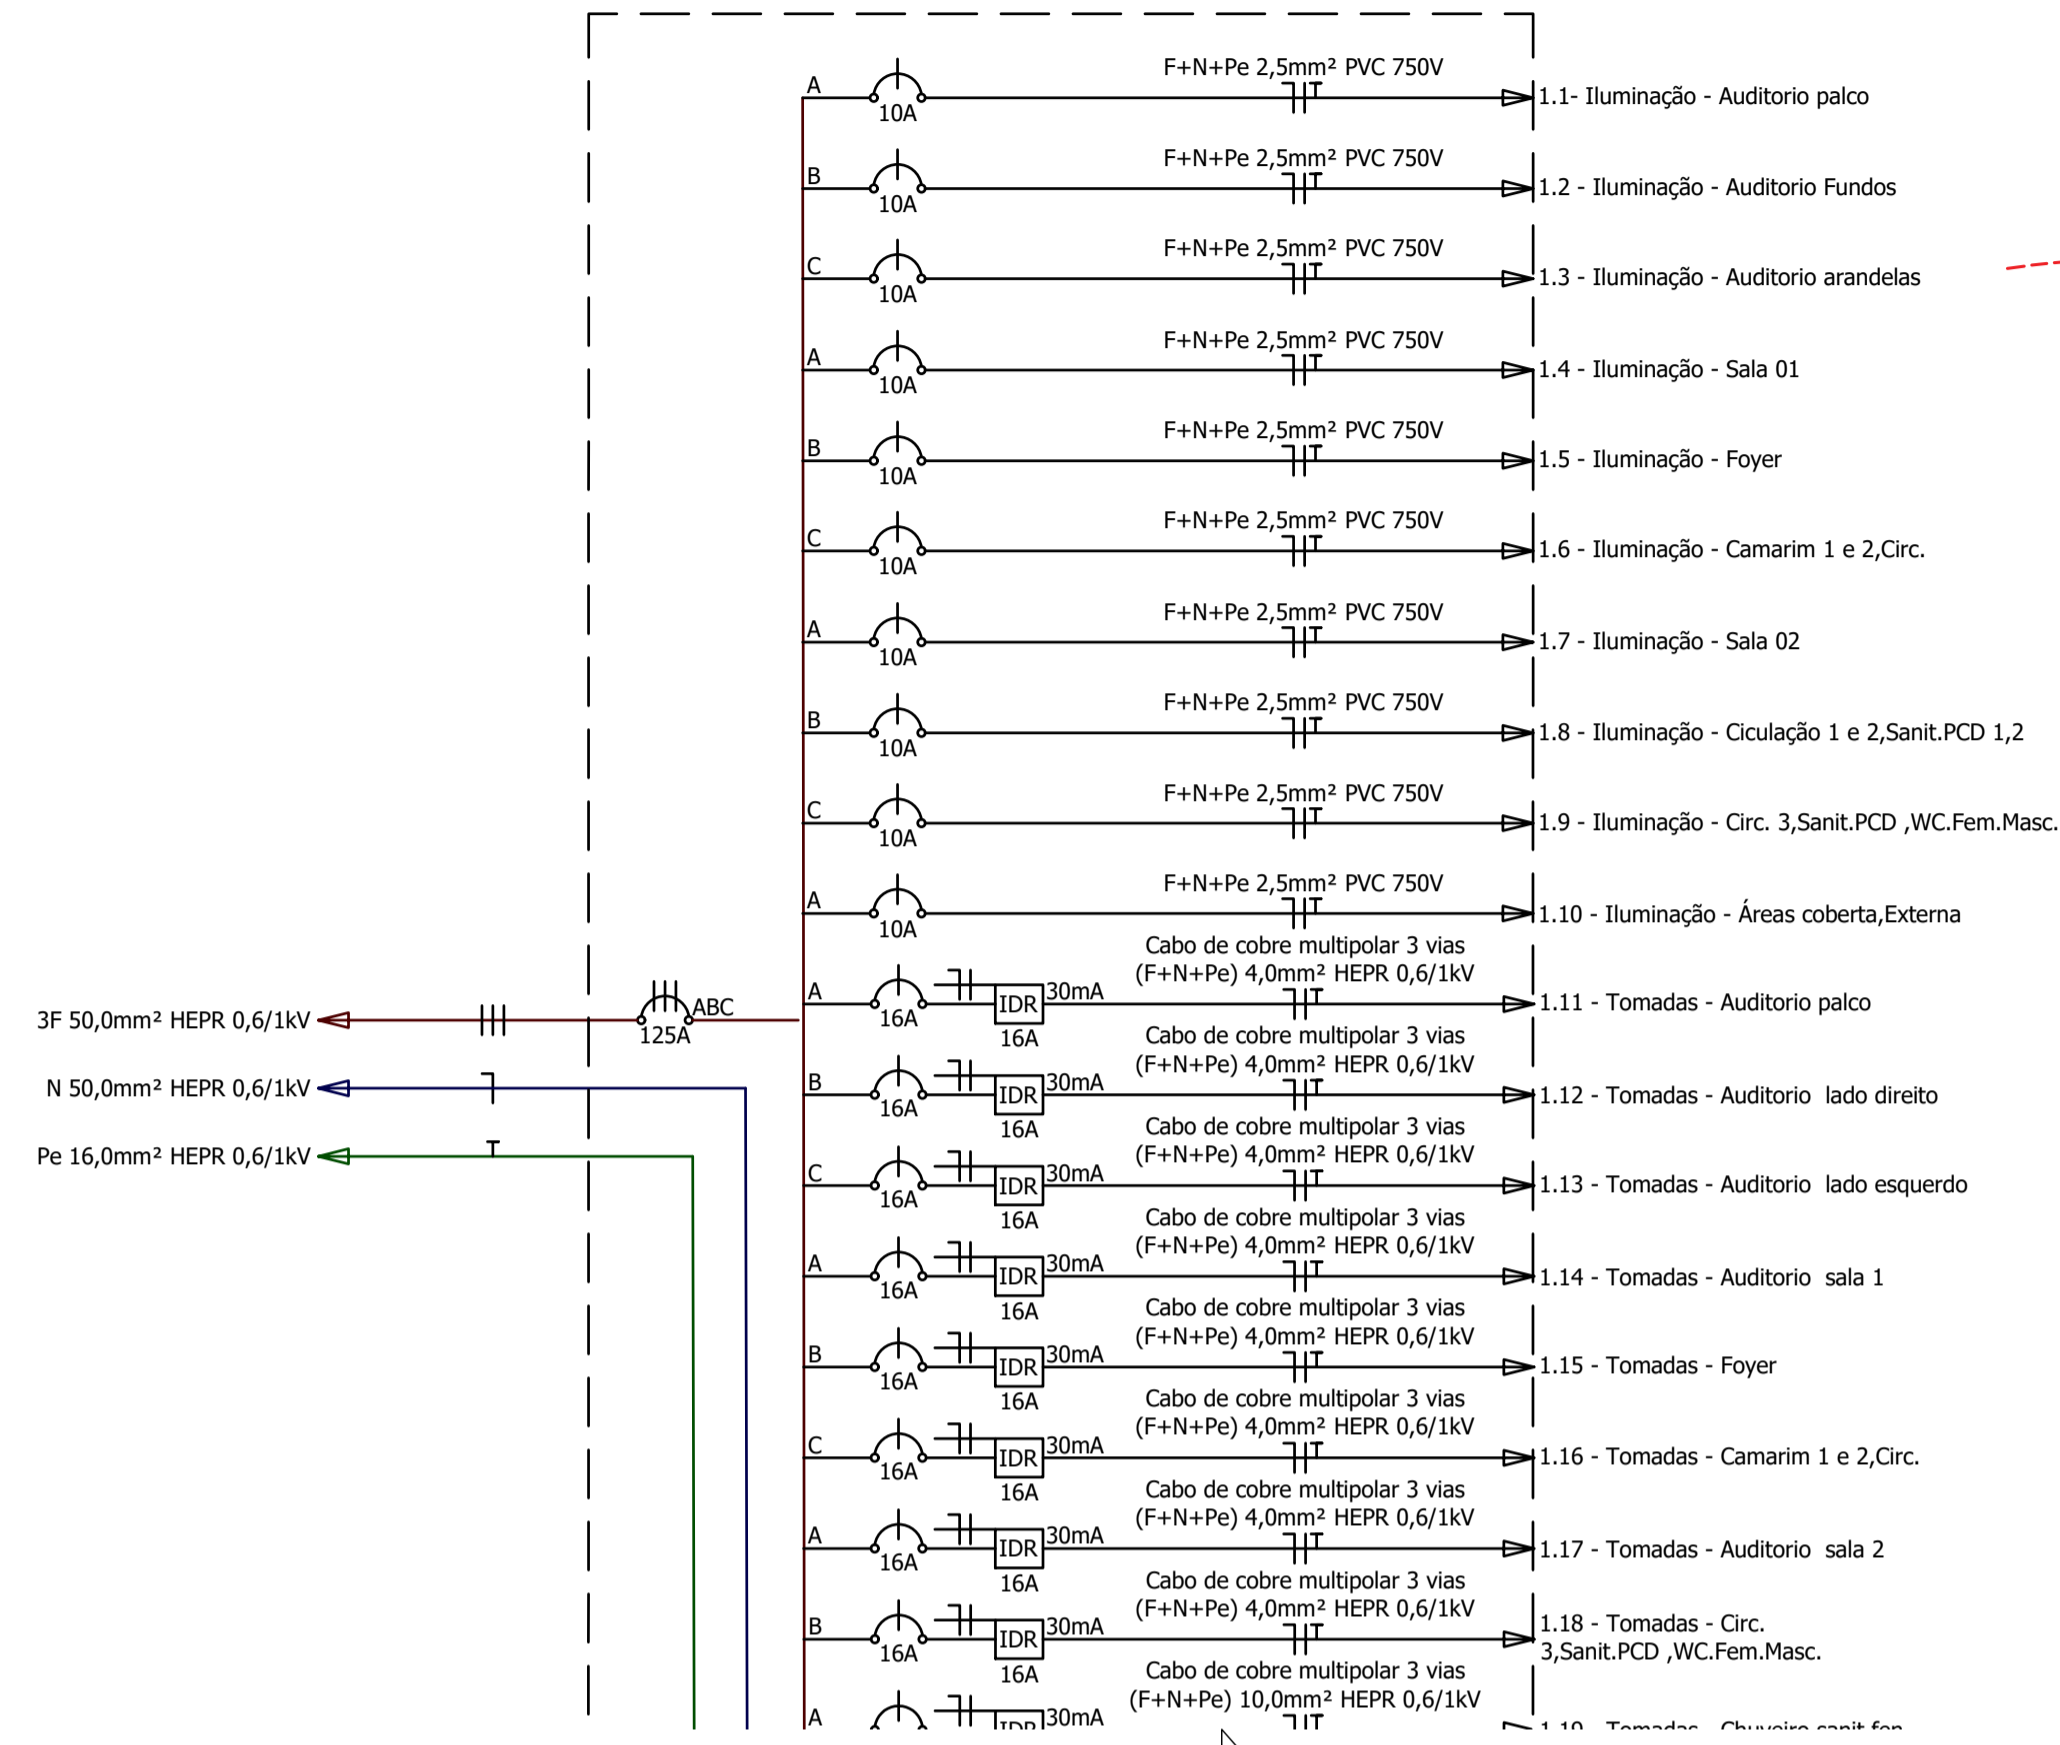 F+N+Pe 2,5mm² PVC 750V
A
10A
1.1- Iluminação - Auditorio palco
F+N+Pe 2,5mm² PVC 750V
B
10A
1.2 - Iluminação - Auditorio Fundos
F+N+Pe 2,5mm² PVC 750V
C
10A
1.3 - Iluminação - Auditorio arandelas
F+N+Pe 2,5mm² PVC 750V
A
10A
1.4 - Iluminação - Sala 01
F+N+Pe 2,5mm² PVC 750V
B
10A
1.5 - Iluminação - Foyer
F+N+Pe 2,5mm² PVC 750V
C
10A
1.6 - Iluminação - Camarim 1 e 2,Circ.
F+N+Pe 2,5mm² PVC 750V
A
10A
1.7 - Iluminação - Sala 02
F+N+Pe 2,5mm² PVC 750V
B
10A
1.8 - Iluminação - Ciculação 1 e 2,Sanit.PCD 1,2
F+N+Pe 2,5mm² PVC 750V
C
10A
1.9 - Iluminação - Circ. 3,Sanit.PCD ,WC.Fem.Masc.
F+N+Pe 2,5mm² PVC 750V
A
10A
1.10 - Iluminação - Áreas coberta,Externa
3F 50,0mm² HEPR 0,6/1kV
125A
ABC
N 50,0mm² HEPR 0,6/1kV
Pe 16,0mm² HEPR 0,6/1kV
Cabo de cobre multipolar 3 vias
(F+N+Pe) 4,0mm² HEPR 0,6/1kV
A
16A
IDR
30mA
16A
1.11 - Tomadas - Auditorio palco
Cabo de cobre multipolar 3 vias
(F+N+Pe) 4,0mm² HEPR 0,6/1kV
B
16A
IDR
30mA
16A
1.12 - Tomadas - Auditorio lado direito
Cabo de cobre multipolar 3 vias
(F+N+Pe) 4,0mm² HEPR 0,6/1kV
C
16A
IDR
30mA
16A
1.13 - Tomadas - Auditorio lado esquerdo
Cabo de cobre multipolar 3 vias
(F+N+Pe) 4,0mm² HEPR 0,6/1kV
A
16A
IDR
30mA
16A
1.14 - Tomadas - Auditorio sala 1
Cabo de cobre multipolar 3 vias
(F+N+Pe) 4,0mm² HEPR 0,6/1kV
B
16A
IDR
30mA
16A
1.15 - Tomadas - Foyer
Cabo de cobre multipolar 3 vias
(F+N+Pe) 4,0mm² HEPR 0,6/1kV
C
16A
IDR
30mA
16A
1.16 - Tomadas - Camarim 1 e 2,Circ.
Cabo de cobre multipolar 3 vias
(F+N+Pe) 4,0mm² HEPR 0,6/1kV
A
16A
IDR
30mA
16A
1.17 - Tomadas - Auditorio sala 2
Cabo de cobre multipolar 3 vias
(F+N+Pe) 4,0mm² HEPR 0,6/1kV
B
16A
IDR
30mA
16A
1.18 - Tomadas - Circ.
3,Sanit.PCD ,WC.Fem.Masc.
Cabo de cobre multipolar 3 vias
(F+N+Pe) 10,0mm² HEPR 0,6/1kV
A
IDR
30mA
1.19 - Tomadas - Chuveiro sanit